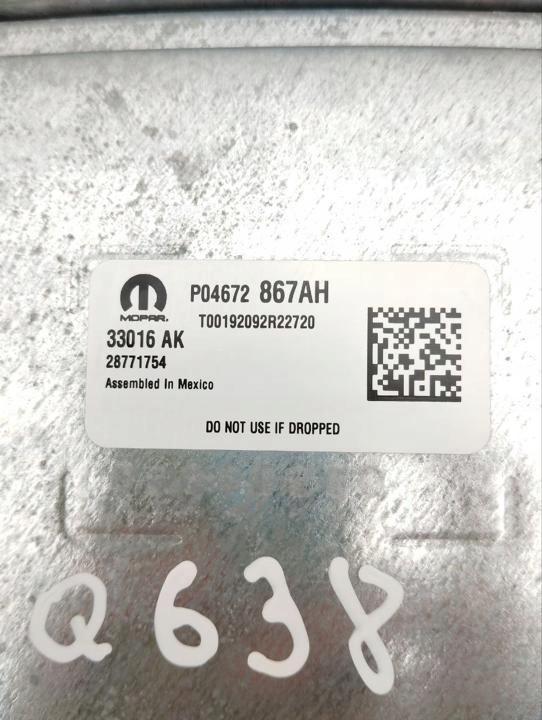 MOPAR.
P04672 867AH
T00192092R22720
33016 AK
28771754
Assembled In Mexico
DO NOT USE IF DROPPED
Q638